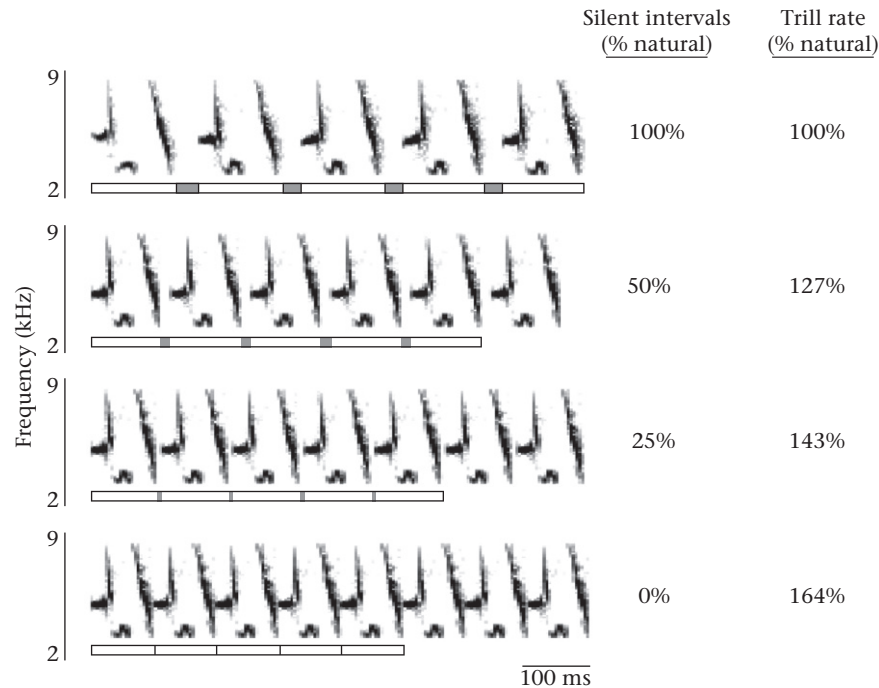 Silent intervals
(% natural)
Trill rate
(% natural)
Frequency (kHz)
9
2
100%
100%
9
2
50%
127%
9
2
25%
143%
9
2
0%
164%
100 ms